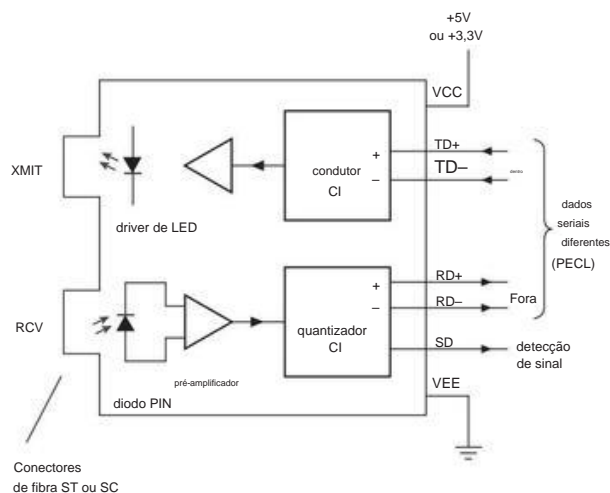 +5V
ou +3,3V
VCC
XMIT
TD+
condutor
CI
+
–
TD–
dentro
driver de LED
dados
seriais
diferentes
(PECL)
RCV
RD+
quantizador
CI
+
–
RD–
Fora
SD
detecção
de sinal
pré-amplificador
diodo PIN
VEE
Conectores
de fibra ST ou SC